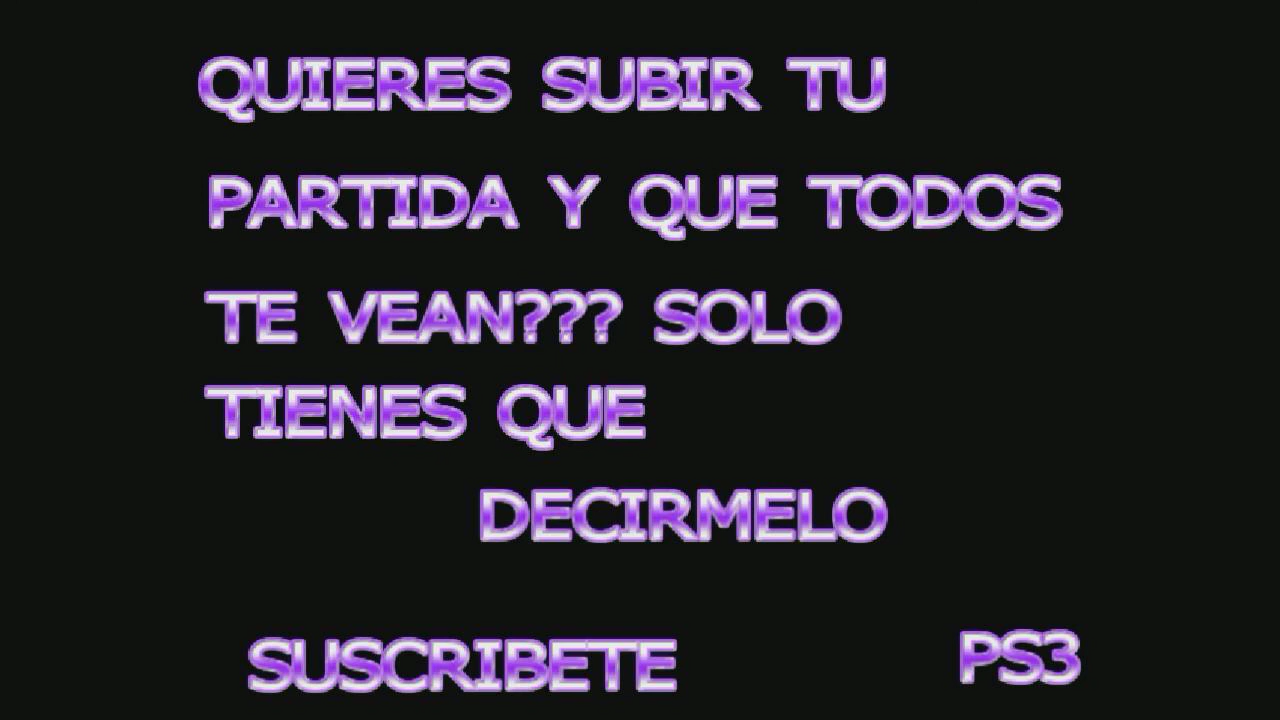 QUIERES SUBIR TU
PARTIDA Y QUE TODOS
TE VEAN??? SOLO
TIENES QUE
DECIRMELO
SUSCRIBETE PS3